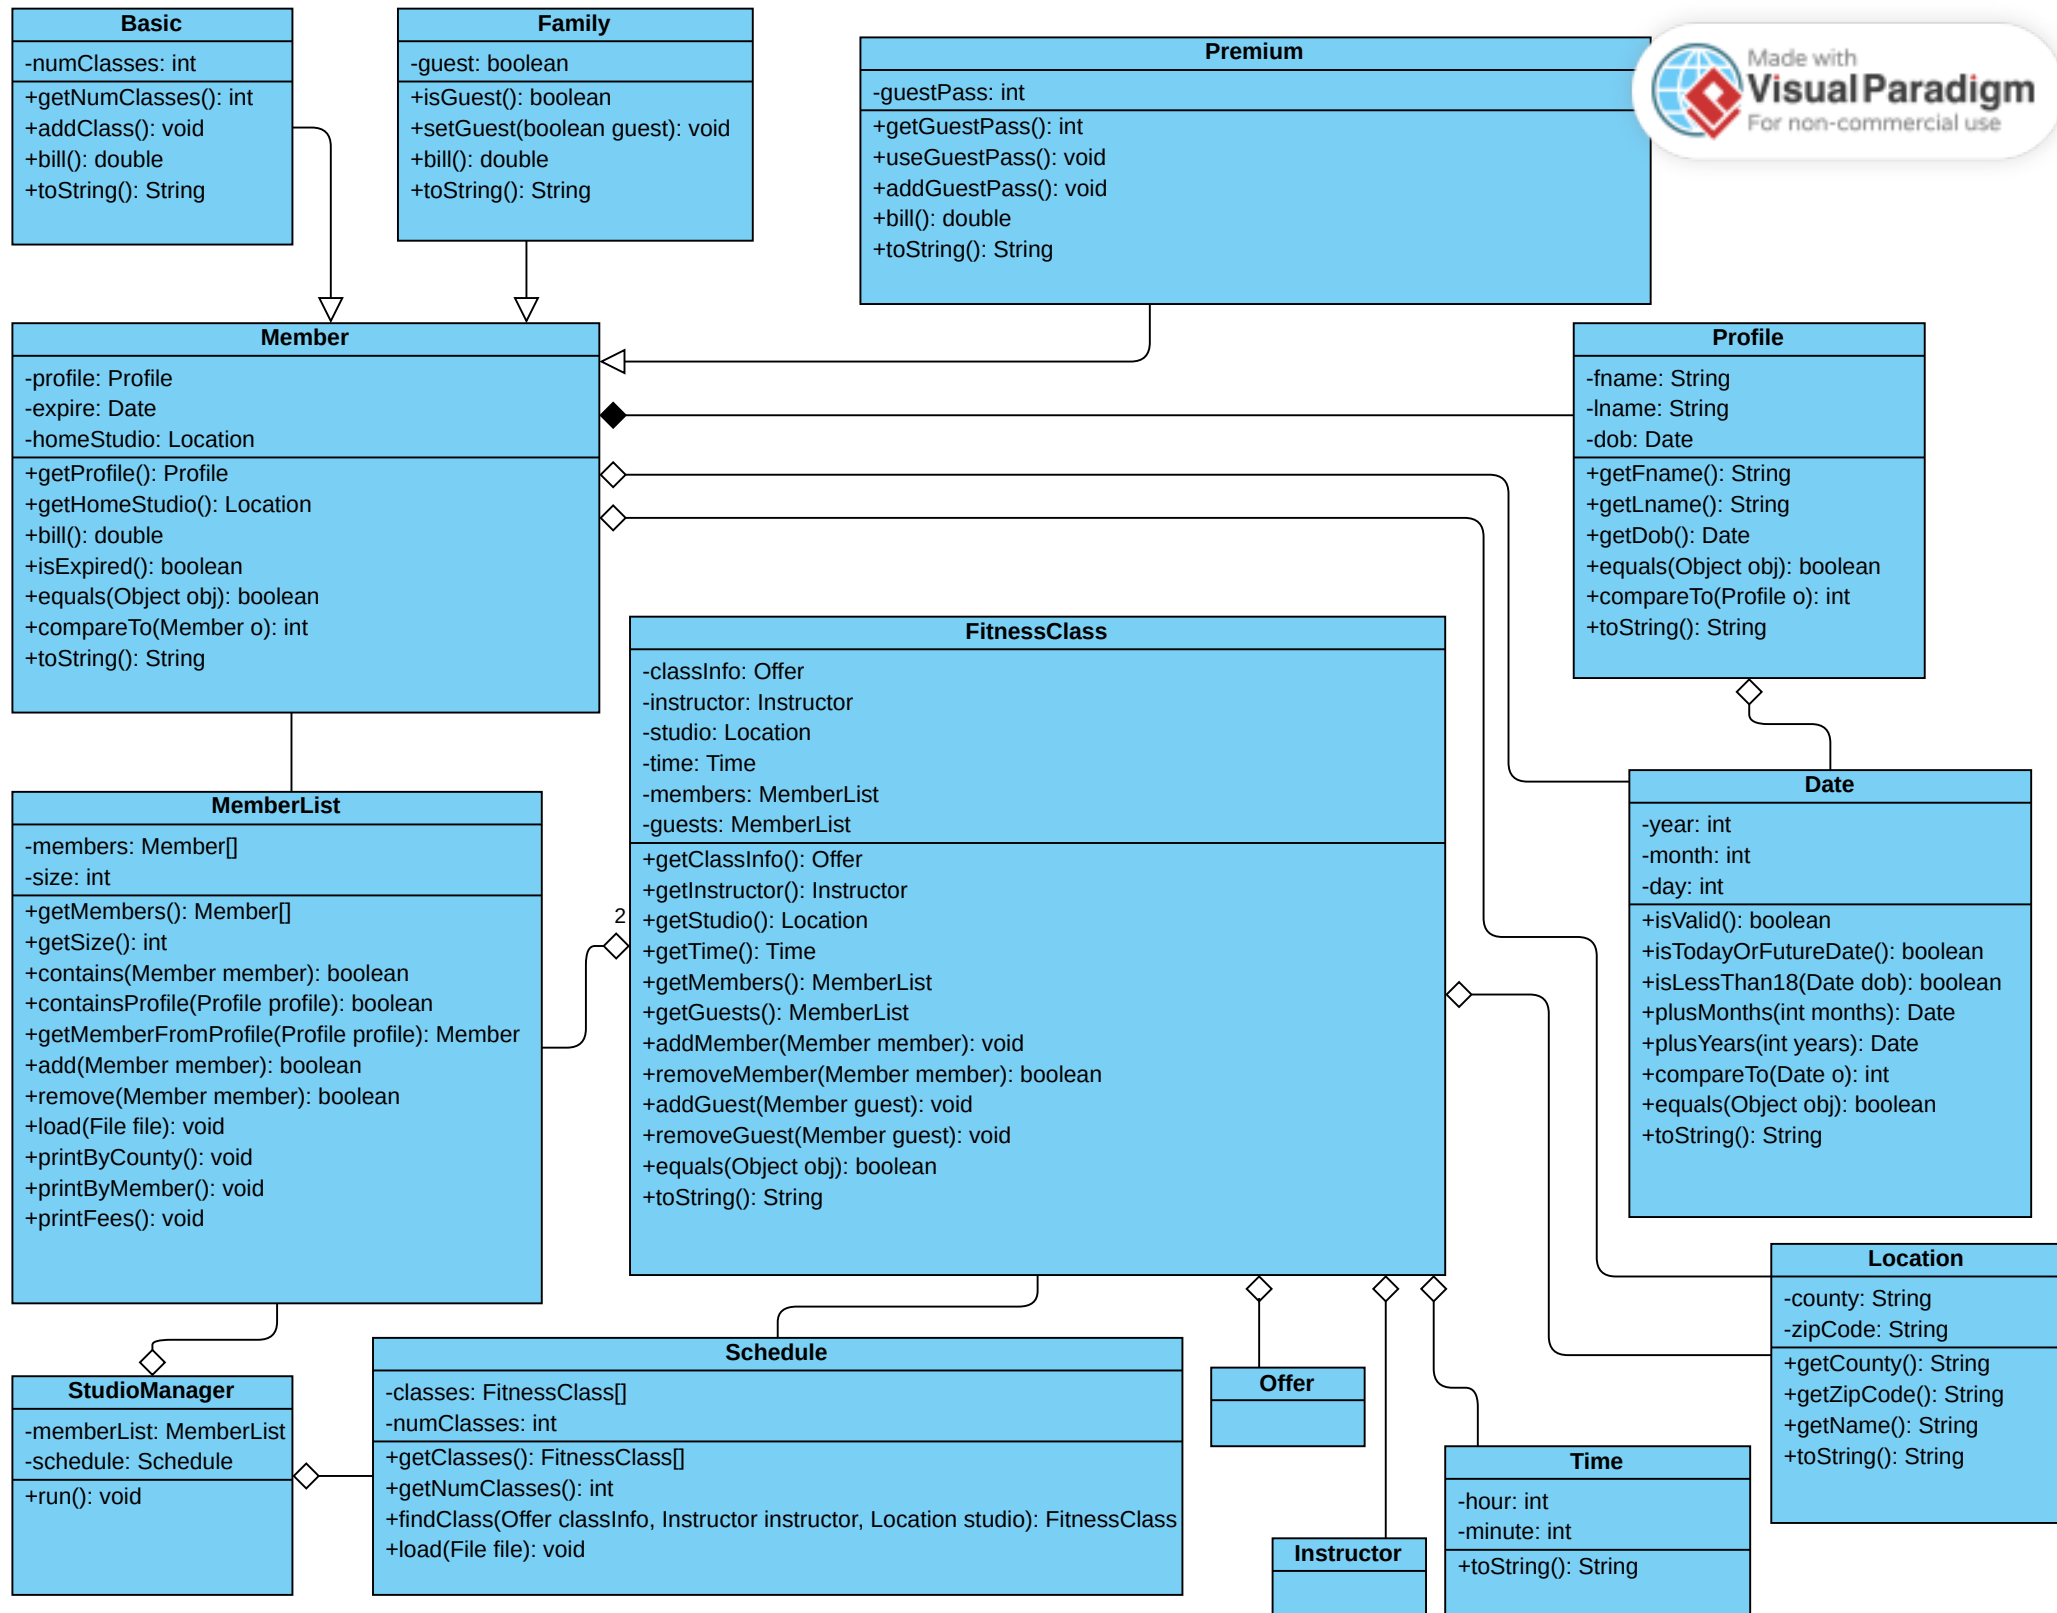 Basic
-numClasses: int
+getNumClasses(): int
+addClass(): void
+bill(): double
+toString(): String
Family
-guest: boolean
+isGuest(): boolean
+setGuest(boolean guest): void
+bill(): double
+toString(): String
Premium
-guestPass: int
+getGuestPass(): int
+useGuestPass(): void
+addGuestPass(): void
+bill(): double
+toString(): String
Made with
Visual Paradigm
For non-commercial use
Member
-profile: Profile
-expire: Date
-homeStudio: Location
+getProfile(): Profile
+getHomeStudio(): Location
+bill(): double
+isExpired(): boolean
+equals(Object obj): boolean
+compareTo(Member o): int
+toString(): String
Profile
-fname: String
-lname: String
-dob: Date
+getFname(): String
+getLname(): String
+getDob(): Date
+equals(Object obj): boolean
+compareTo(Profile o): int
+toString(): String
FitnessClass
-classInfo: Offer
-instructor: Instructor
-studio: Location
-time: Time
-members: MemberList
-guests: MemberList
+getClassInfo(): Offer
+getInstructor(): Instructor
+getStudio(): Location
+getTime(): Time
+getMembers(): MemberList
+getGuests(): MemberList
+addMember(Member member): void
+removeMember(Member member): boolean
+addGuest(Member guest): void
+removeGuest(Member guest): void
+equals(Object obj): boolean
+toString(): String
2
MemberList
-members: Member[]
-size: int
+getMembers(): Member[]
+getSize(): int
+contains(Member member): boolean
+containsProfile(Profile profile): boolean
+getMemberFromProfile(Profile profile): Member
+add(Member member): boolean
+remove(Member member): boolean
+load(File file): void
+printByCounty(): void
+printByMember(): void
+printFees(): void
Date
-year: int
-month: int
-day: int
+isValid(): boolean
+isTodayOrFutureDate(): boolean
+isLessThan18(Date dob): boolean
+plusMonths(int months): Date
+plusYears(int years): Date
+compareTo(Date o): int
+equals(Object obj): boolean
+toString(): String
Location
-county: String
-zipCode: String
+getCounty(): String
+getZipCode(): String
+getName(): String
+toString(): String
StudioManager
-memberList: MemberList
-schedule: Schedule
+run(): void
Schedule
-classes: FitnessClass[]
-numClasses: int
+getClasses(): FitnessClass[]
+getNumClasses(): int
+findClass(Offer classInfo, Instructor instructor, Location studio): FitnessClass
+load(File file): void
Offer
Instructor
Time
-hour: int
-minute: int
+toString(): String